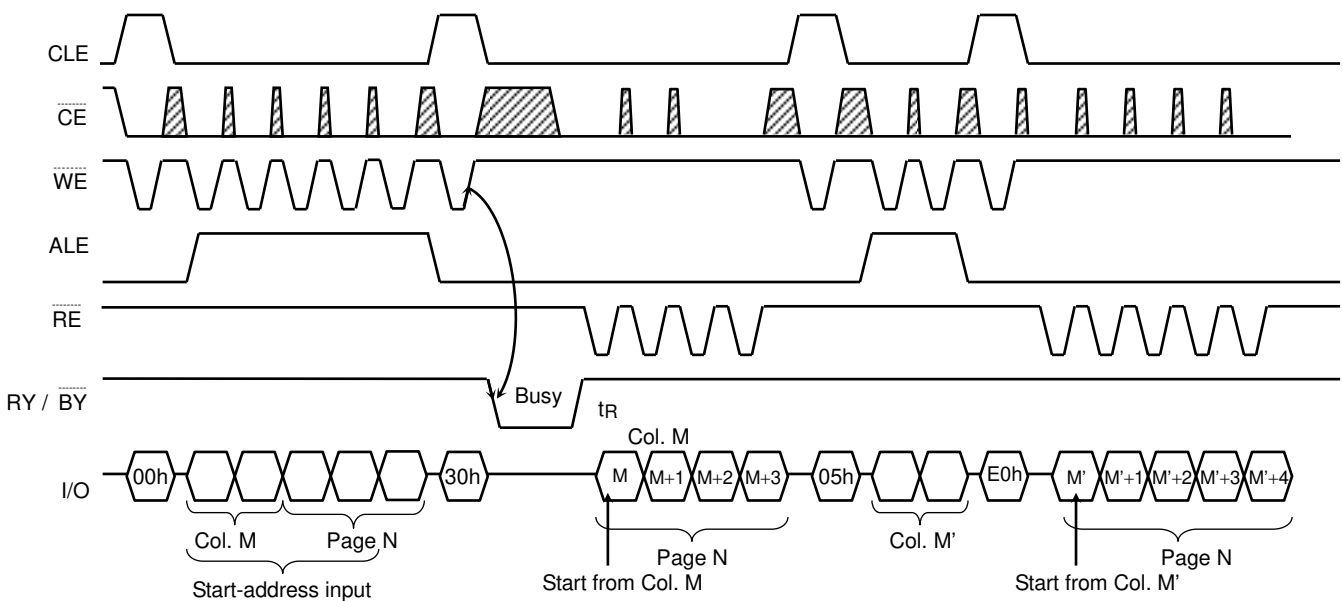 CLE
CE
WE
ALE
RE
RY / BY
Busy
tR
Col. M
I/O
00h
30h
M
M+1
M+2
M+3
05h
E0h
M'
M'+1
M'+2
M'+3
M'+4
Col. M
Page N
Col. M'
Page N
Page N
Start-address input
Start from Col. M
Start from Col. M'